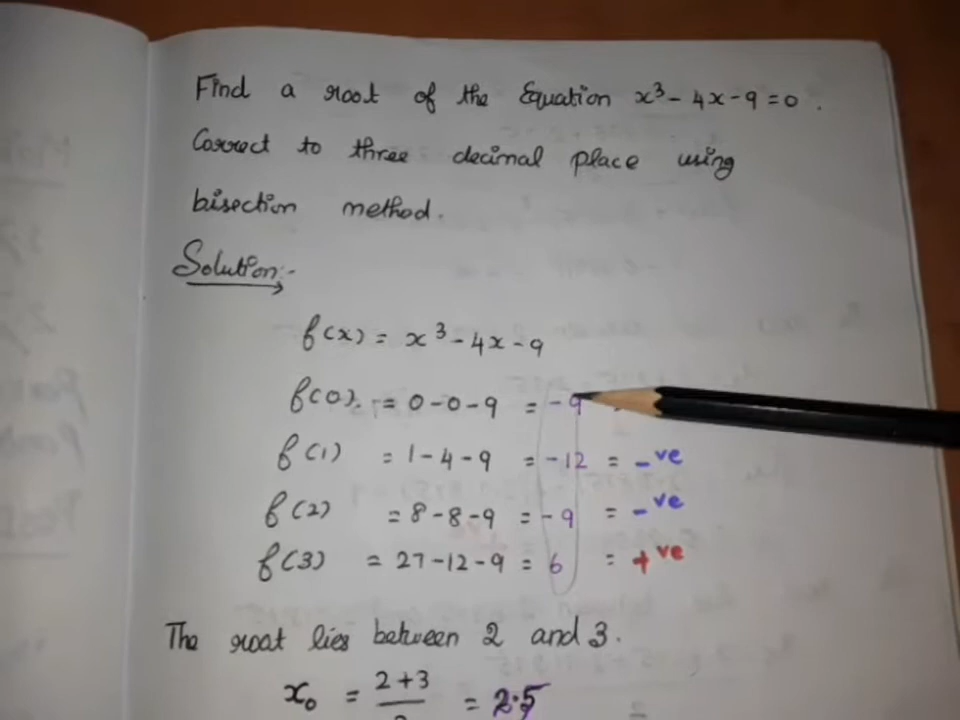 Find a root of the Equation x³ - 4x - 9 = 0.
Correct to three decimal place using
bisection method.
Solution:-
f(x) = x³ - 4x - 9
f(0) = 0 - 0 - 9 = -9 =
f(1) = 1 - 4 - 9 = -12 = -ve
f(2) = 8 - 8 - 9 = -9 = -ve
f(3) = 27 - 12 - 9 = 6 = +ve
The root lies between 2 and 3.
x₀ = 2+3 = 2.5